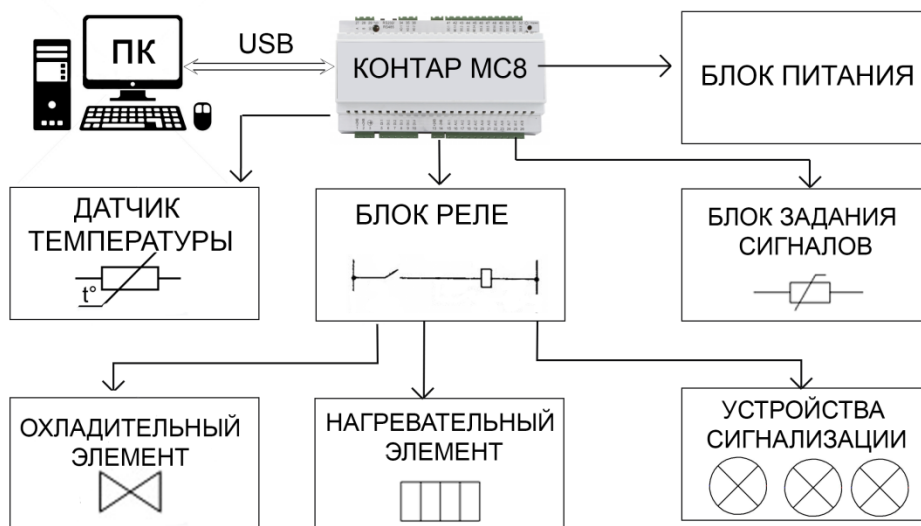 ПК
USB
КОНТАР МС8
БЛОК ПИТАНИЯ
ДАТЧИК
ТЕМПЕРАТУРЫ
t°
БЛОК РЕЛЕ
БЛОК ЗАДАНИЯ
СИГНАЛОВ
ОХЛАДИТЕЛЬНЫЙ
ЭЛЕМЕНТ
НАГРЕВАТЕЛЬНЫЙ
ЭЛЕМЕНТ
УСТРОЙСТВА
СИГНАЛИЗАЦИИ